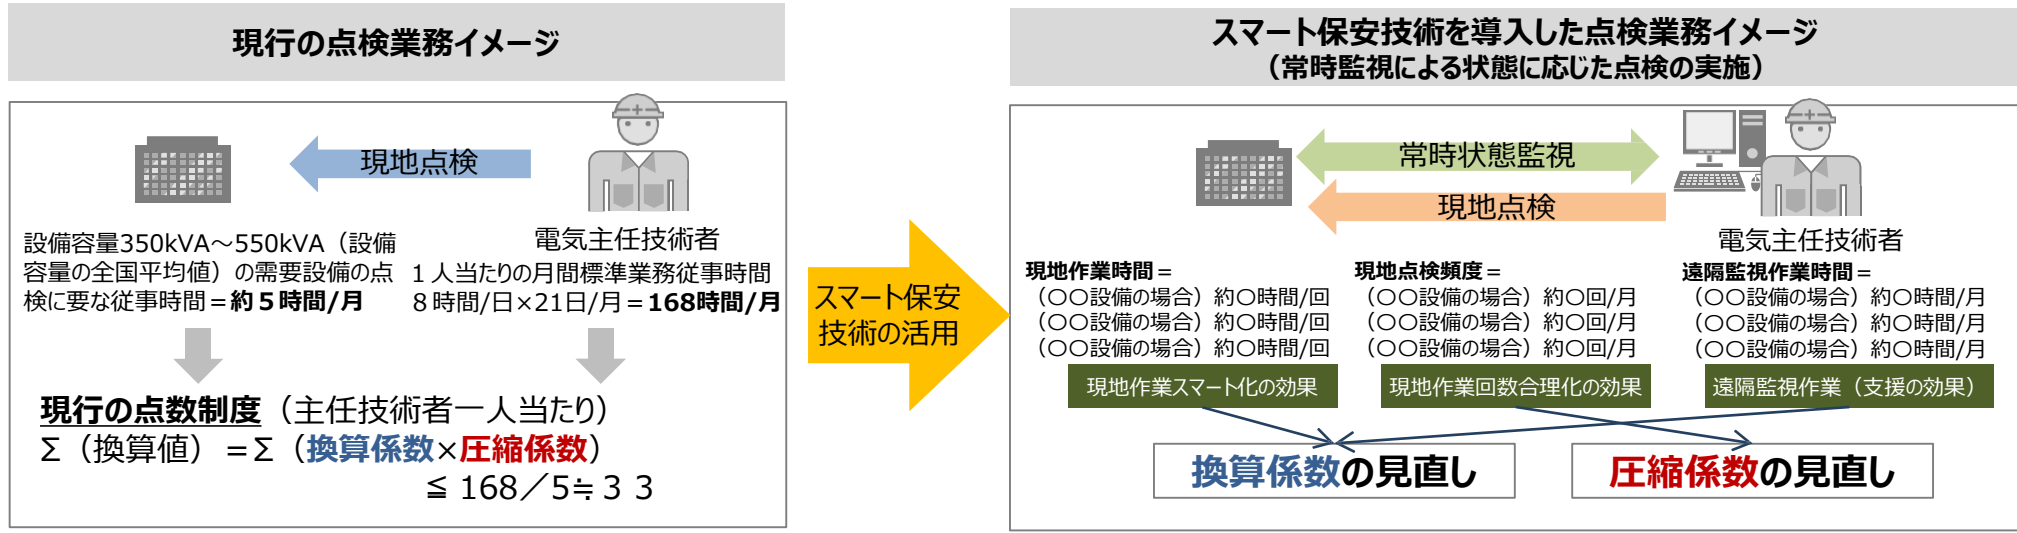 現行の点検業務イメージ
現地点検
設備容量350kVA～550kVA（設備
容量の全国平均値）の需要設備の点
検に要な従事時間＝約５時間/月
電気主任技術者
１人当たりの月間標準業務従事時間
８時間/日×21日/月＝168時間/月
現行の点数制度（主任技術者一人当たり）
Σ（換算値）＝Σ（換算係数×圧縮係数）
≦ 168／5≒３３
スマート保安
技術の活用
スマート保安技術を導入した点検業務イメージ
（常時監視による状態に応じた点検の実施）
常時状態監視
現地点検
電気主任技術者
現地作業時間＝
（〇〇設備の場合）約〇時間/回
（〇〇設備の場合）約〇時間/回
（〇〇設備の場合）約〇時間/回
現地作業スマート化の効果
現地点検頻度＝
（〇〇設備の場合）約〇回/月
（〇〇設備の場合）約〇回/月
（〇〇設備の場合）約〇回/月
現地作業回数合理化の効果
遠隔監視作業時間＝
（〇〇設備の場合）約〇時間/月
（〇〇設備の場合）約〇時間/月
（〇〇設備の場合）約〇時間/月
遠隔監視作業（支援の効果）
換算係数の見直し
圧縮係数の見直し